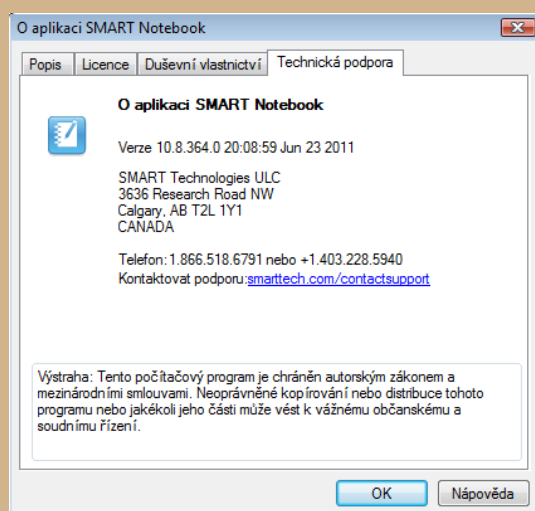 O aplikaci SMART Notebook
Popis Licence Duševní vlastnictví Technická podpora
O aplikaci SMART Notebook
Verze 10.8.364.0 20:08:59 Jun 23 2011
SMART Technologies ULC
3636 Research Road NW
Calgary, AB T2L 1Y1
CANADA
Telefon: 1.866.518.6791 nebo +1.403.228.5940
Kontaktovat podporu:smarttech.com/contactsupport
Výstraha: Tento počítačový program je chráněn autorským zákonem a
mezinárodními smlouvami. Neoprávněné kopírování nebo distribuce tohoto
programu nebo jakékoli jeho části může vést k vážnému občanskému a
soudnímu řízení.
OK Nápověda